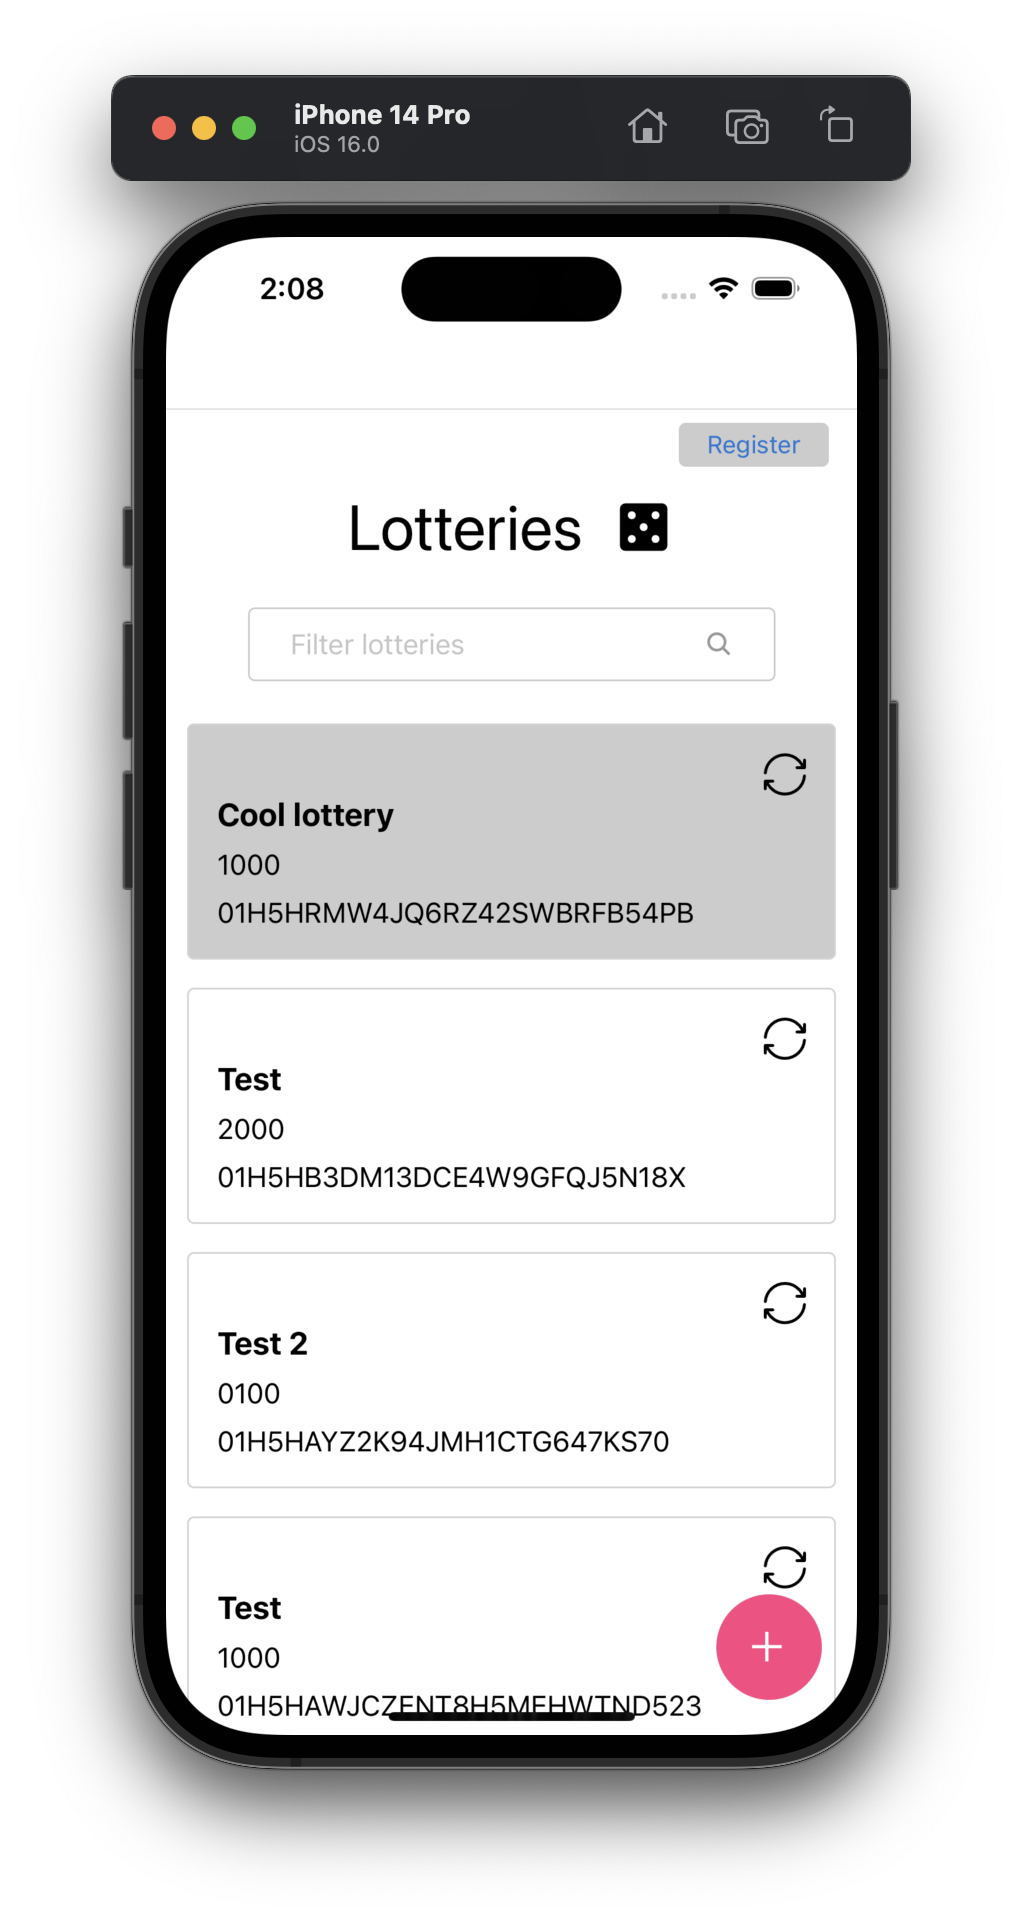 iPhone 14 Pro
iOS 16.0
2:08
Register
Lotteries
Filter lotteries
Cool lottery
1000
01H5HRMW4JQ6RZ42SWBRFB54PB
Test
2000
01H5HB3DM13DCE4W9GFQJ5N18X
Test 2
0100
01H5HAYZ2K94JMH1CTG647KS70
Test
1000